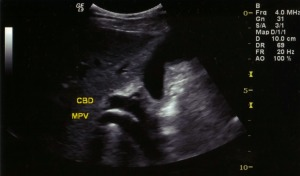 B
Frq 4.0 MHz
Gn 31
S/A 3/1
Map D/1/1
D 10.0 cm
DR 69
FR 20 Hz
AO 100 %
0
5
10
CBD
MPV